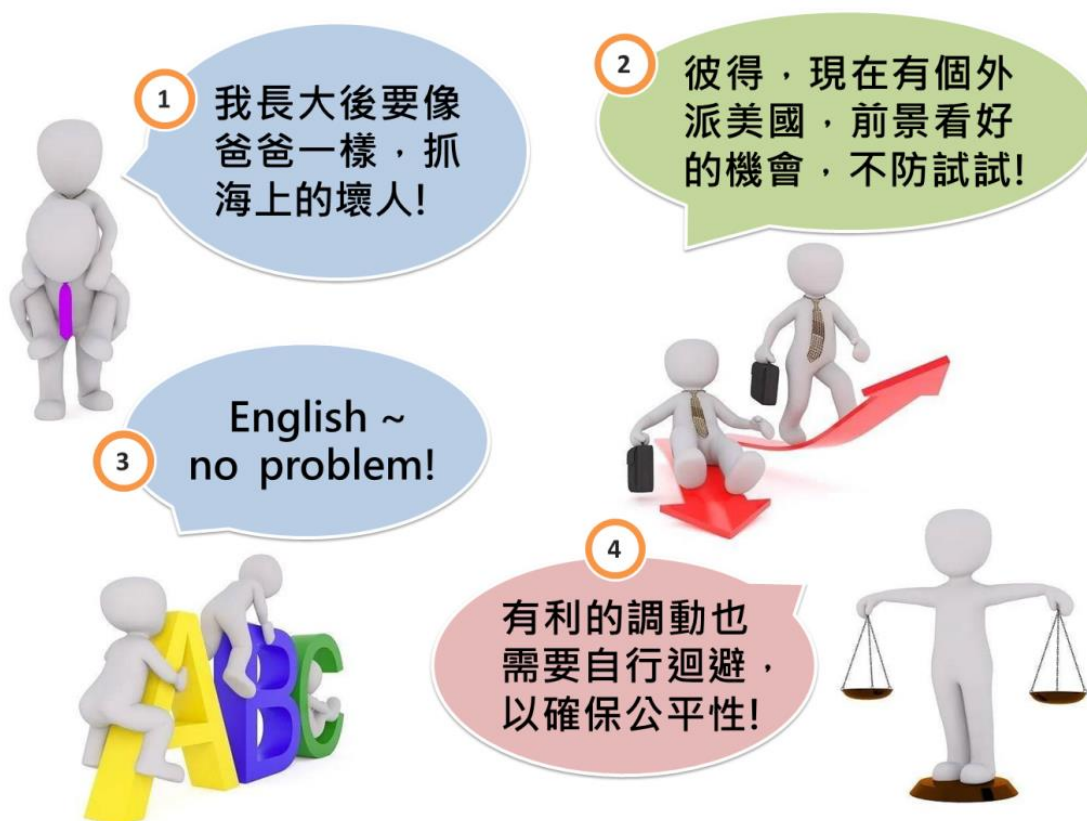 1
我長大後要像
爸爸一樣，抓
海上的壞人!
2
彼得，現在有個外
派美國，前景看好
的機會，不防試試!
3
English ~
no problem!
4
有利的調動也
需要自行迴避，
以確保公平性!
ABC